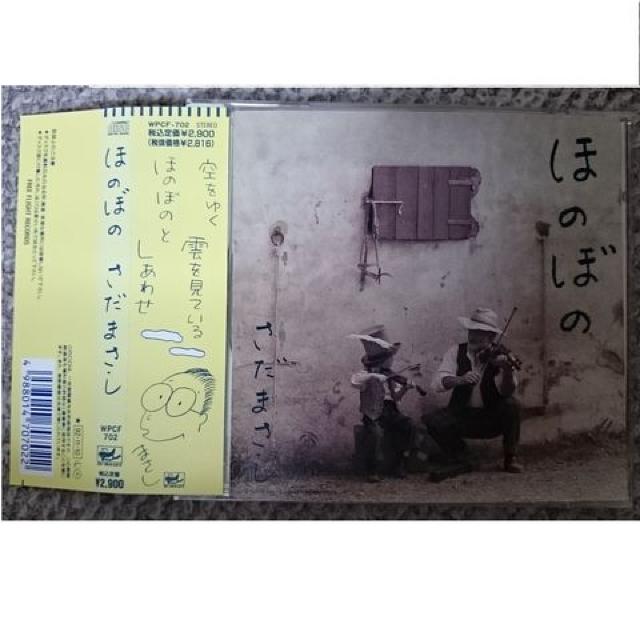 WPCF-702 STEREO
税込定価¥2,900
(税抜価格¥2,816)
空をゆく
雲を見ている
ほのぼのと
しあわせ
まさし
ほのぼの さだまさし
WPCF
702
税込定価
¥2,900
FREE FLIGHT RECORDS
4 988014 707022
ほのぼの
さだまさし